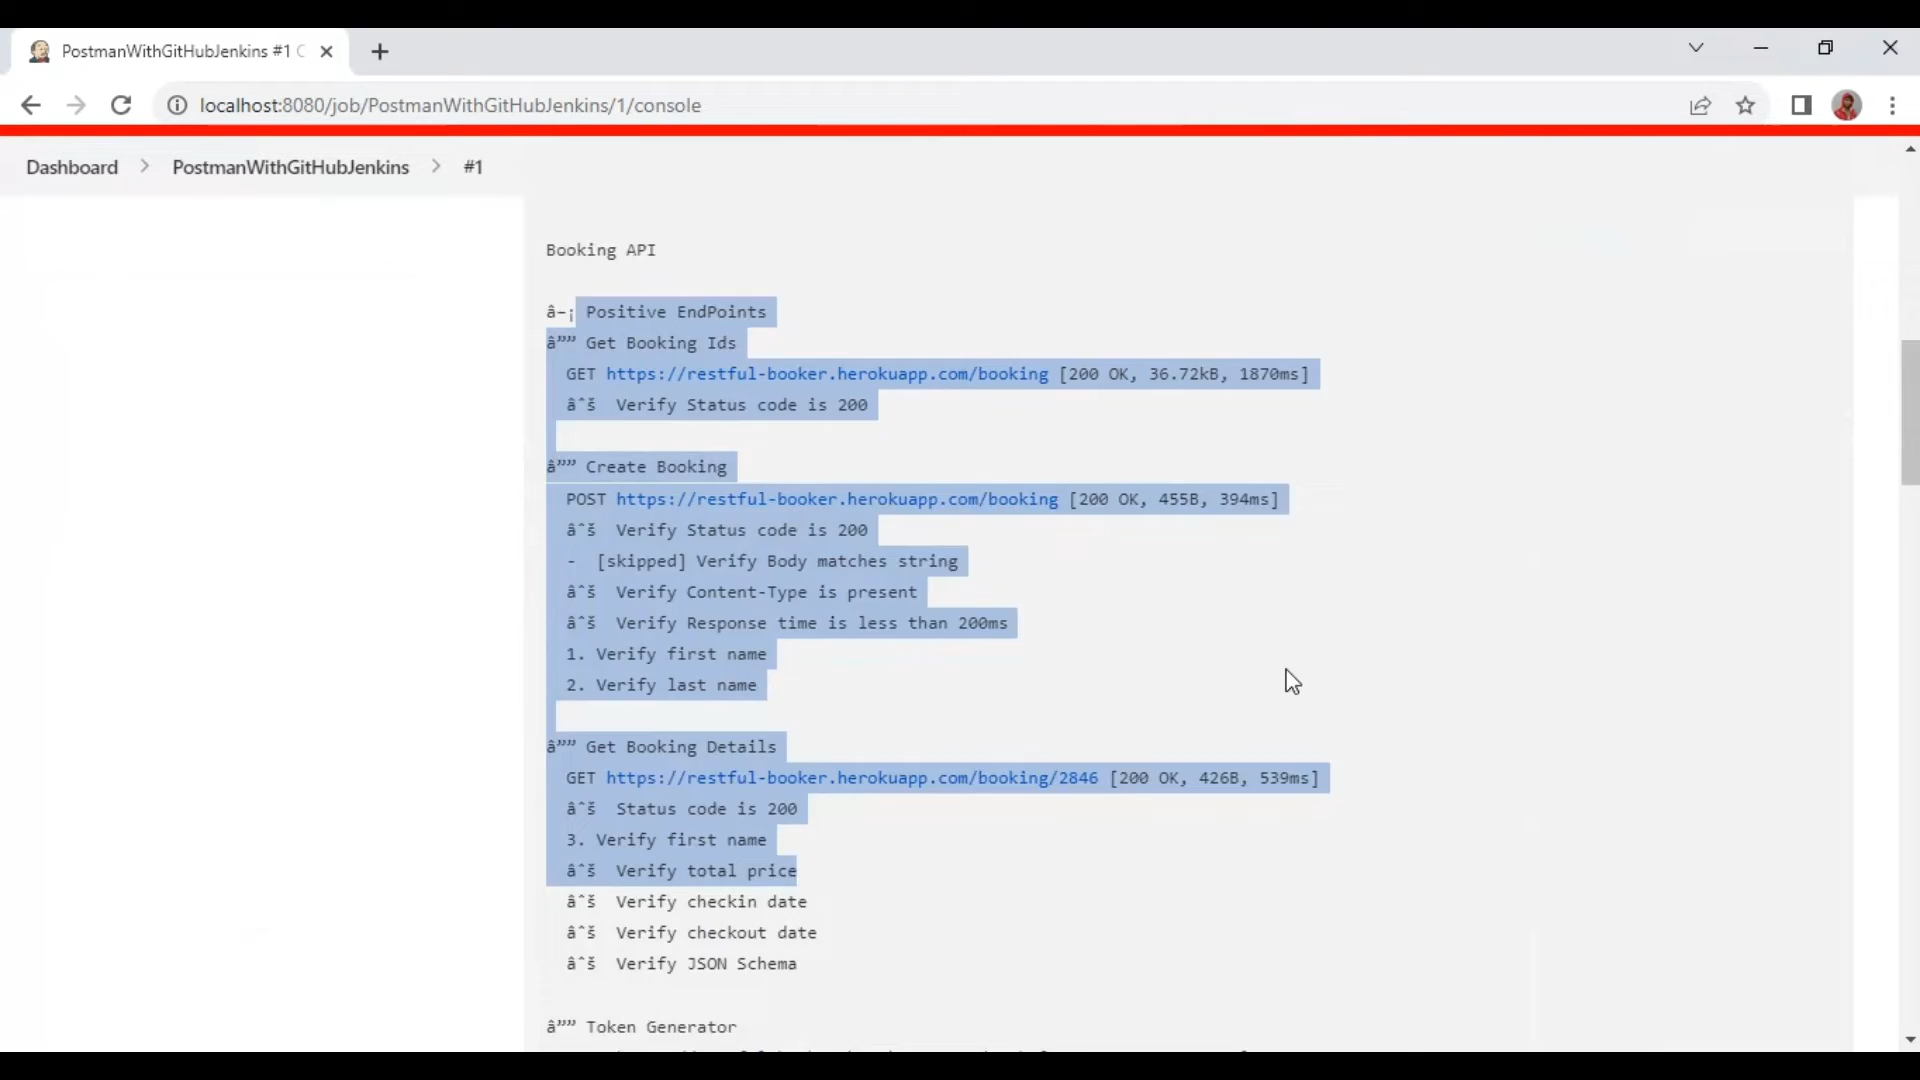 PostmanWithGitHubJenkins #1 C
localhost:8080/job/PostmanWithGitHubJenkins/1/console
Dashboard > PostmanWithGitHubJenkins > #1
Booking API
â–¡ Positive EndPoints
â”” Get Booking Ids
GET https://restful-booker.herokuapp.com/booking [200 OK, 36.72kB, 1870ms]
âˆš Verify Status code is 200
â”” Create Booking
POST https://restful-booker.herokuapp.com/booking [200 OK, 455B, 394ms]
âˆš Verify Status code is 200
- [skipped] Verify Body matches string
âˆš Verify Content-Type is present
âˆš Verify Response time is less than 200ms
1. Verify first name
2. Verify last name
â”” Get Booking Details
GET https://restful-booker.herokuapp.com/booking/2846 [200 OK, 426B, 539ms]
âˆš Status code is 200
3. Verify first name
âˆš Verify total price
âˆš Verify checkin date
âˆš Verify checkout date
âˆš Verify JSON Schema
â”” Token Generator